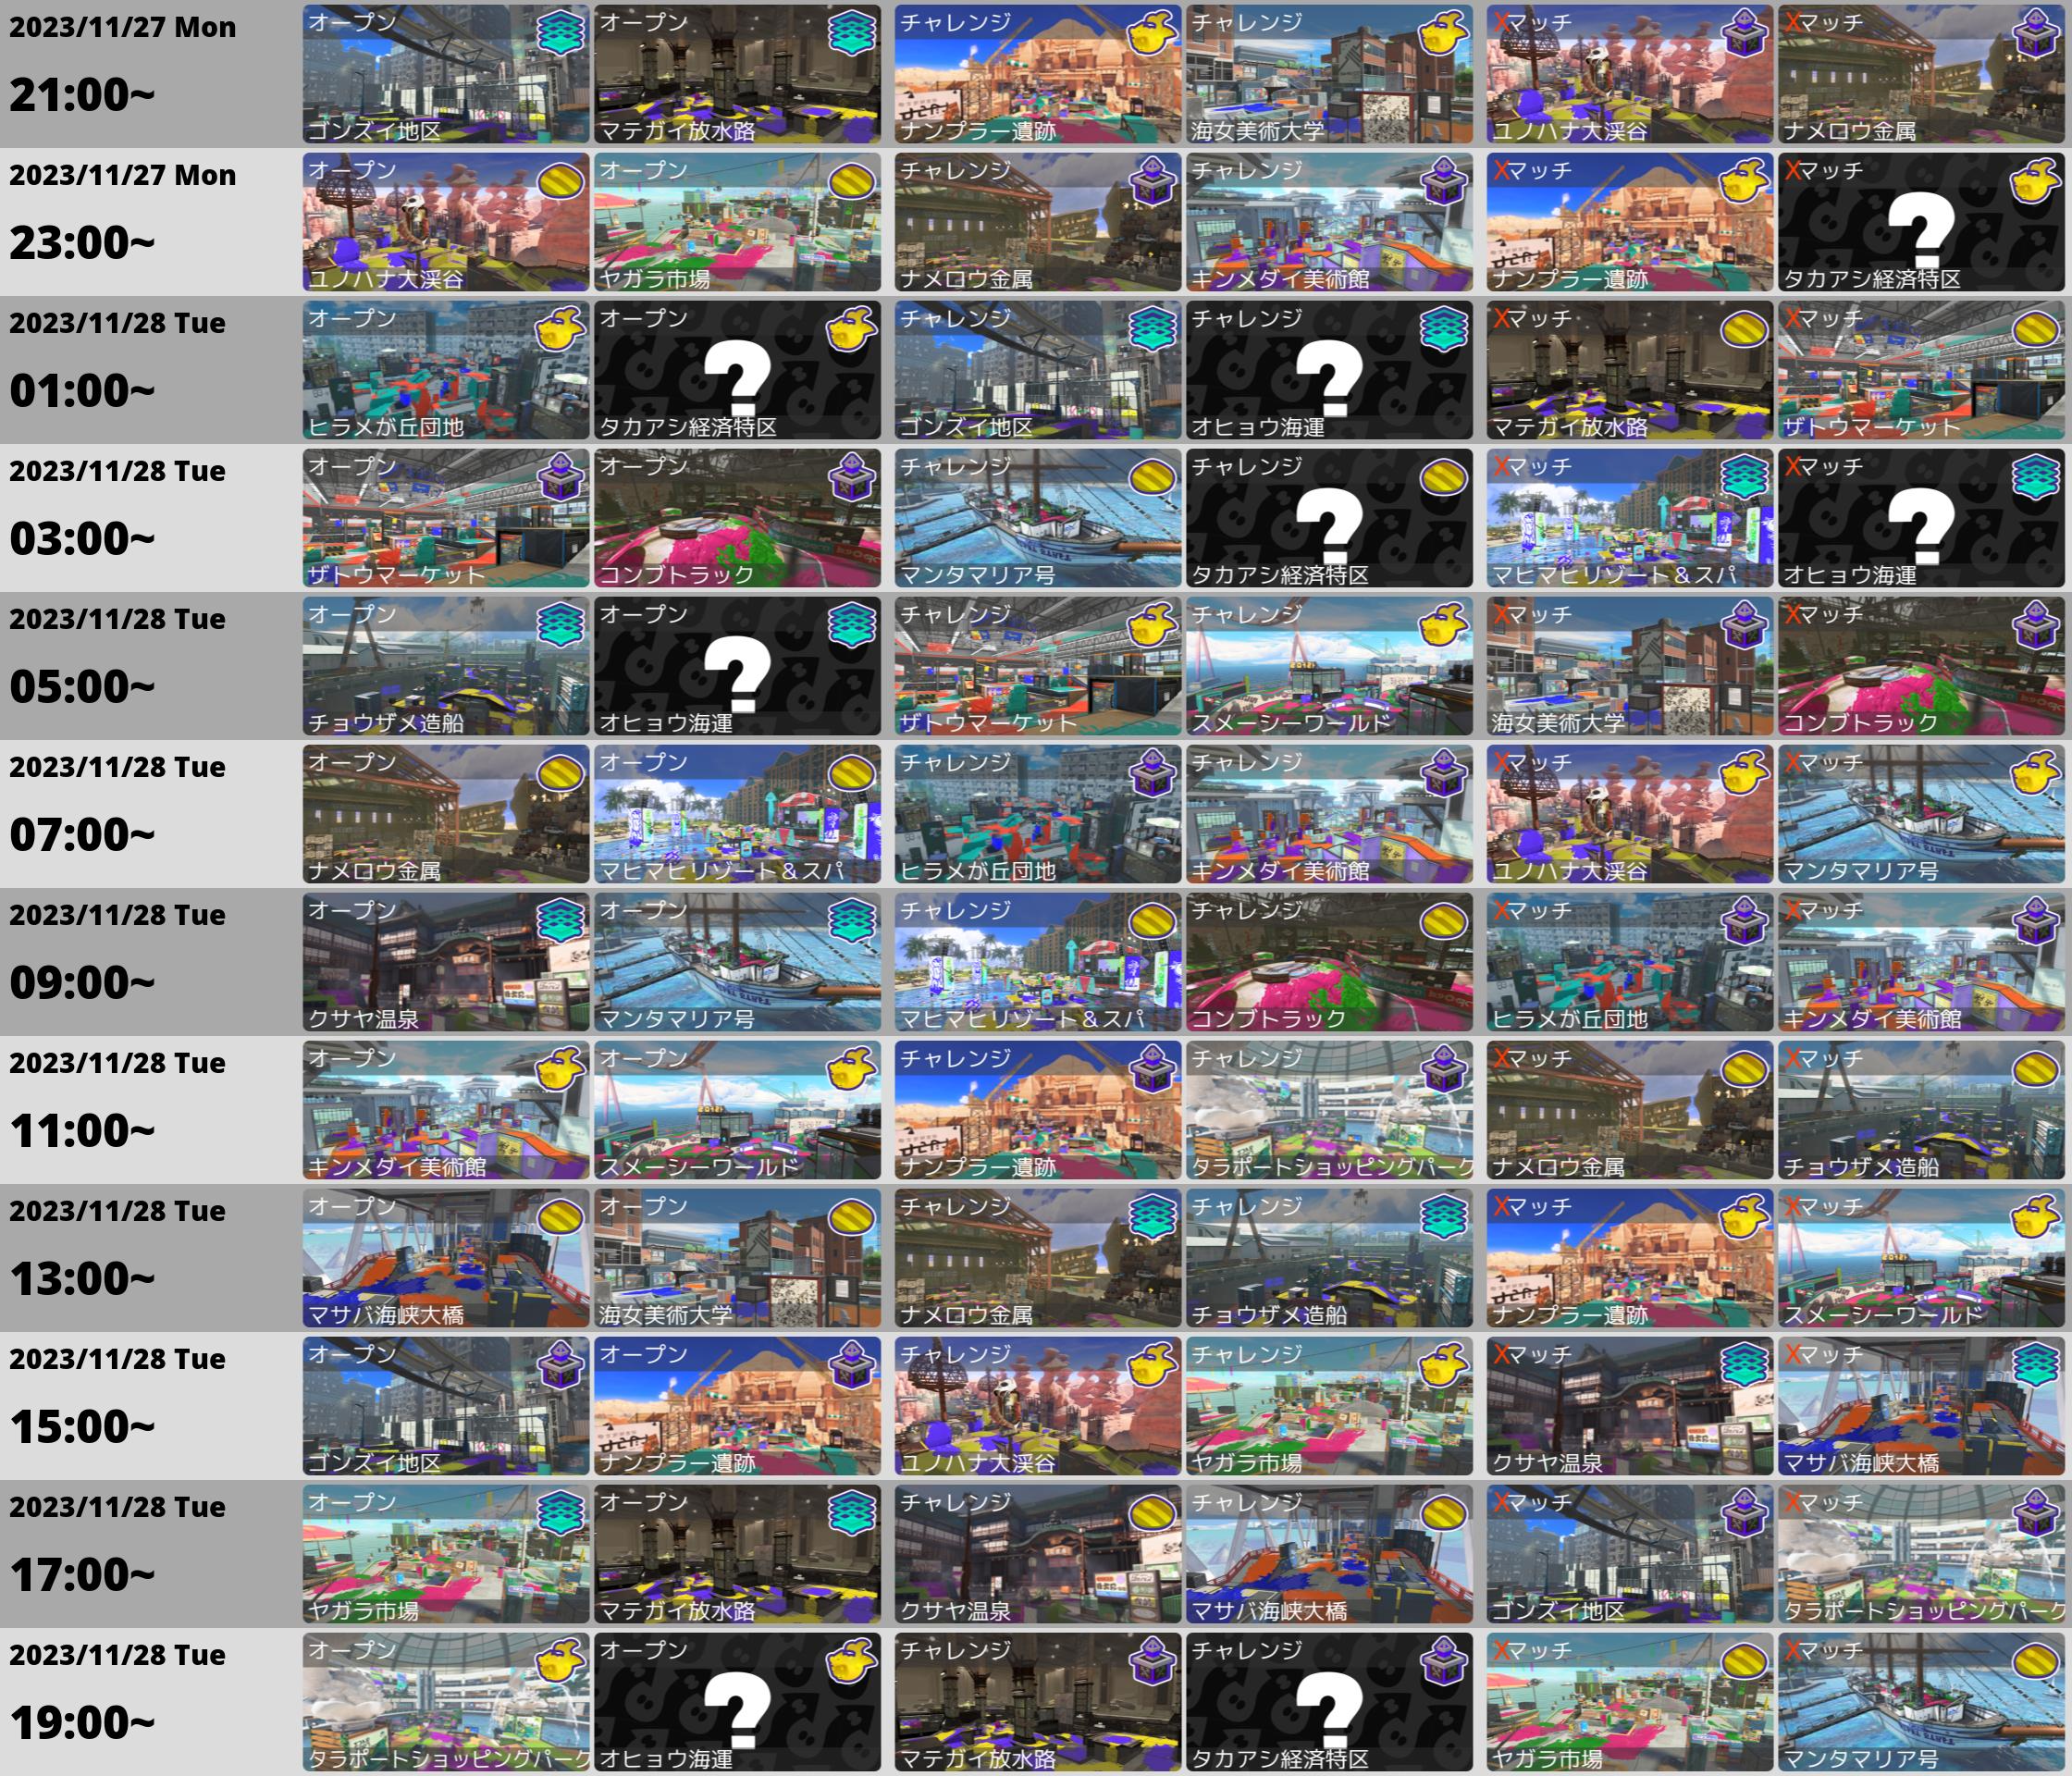 2023/11/27 Mon
21:00~
オープン オープン チャレンジ チャレンジ Xマッチ Xマッチ
ゴンズイ地区 マテガイ放水路 ナンプラー遺跡 海女美術大学 ユノハナ大渓谷 ナメロウ金属
2023/11/27 Mon
23:00~
オープン オープン チャレンジ チャレンジ Xマッチ Xマッチ
ユノハナ大渓谷 ヤガラ市場 ナメロウ金属 キンメダイ美術館 ナンプラー遺跡 タカアシ経済特区
2023/11/28 Tue
01:00~
オープン オープン チャレンジ チャレンジ Xマッチ Xマッチ
ヒラメが丘団地 タカアシ経済特区 ゴンズイ地区 オヒョウ海運 マテガイ放水路 ザトウマーケット
2023/11/28 Tue
03:00~
オープン オープン チャレンジ チャレンジ Xマッチ Xマッチ
ザトウマーケット コンブトラック マンタマリア号 タカアシ経済特区 マヒマヒリゾート&スパ オヒョウ海運
2023/11/28 Tue
05:00~
オープン オープン チャレンジ チャレンジ Xマッチ Xマッチ
チョウザメ造船 オヒョウ海運 ザトウマーケット スメーシーワールド 海女美術大学 コンブトラック
2023/11/28 Tue
07:00~
オープン オープン チャレンジ チャレンジ Xマッチ Xマッチ
ナメロウ金属 マヒマヒリゾート&スパ ヒラメが丘団地 キンメダイ美術館 ユノハナ大渓谷 マンタマリア号
2023/11/28 Tue
09:00~
オープン オープン チャレンジ チャレンジ Xマッチ Xマッチ
クサヤ温泉 マンタマリア号 マヒマヒリゾート&スパ コンブトラック ヒラメが丘団地 キンメダイ美術館
2023/11/28 Tue
11:00~
オープン オープン チャレンジ チャレンジ Xマッチ Xマッチ
キンメダイ美術館 スメーシーワールド ナンプラー遺跡 タラポートショッピングパーク ナメロウ金属 チョウザメ造船
2023/11/28 Tue
13:00~
オープン オープン チャレンジ チャレンジ Xマッチ Xマッチ
マサバ海峡大橋 海女美術大学 ナメロウ金属 チョウザメ造船 ナンプラー遺跡 スメーシーワールド
2023/11/28 Tue
15:00~
オープン オープン チャレンジ チャレンジ Xマッチ Xマッチ
ゴンズイ地区 ナンプラー遺跡 ユノハナ大渓谷 ヤガラ市場 クサヤ温泉 マサバ海峡大橋
2023/11/28 Tue
17:00~
オープン オープン チャレンジ チャレンジ Xマッチ Xマッチ
ヤガラ市場 マテガイ放水路 クサヤ温泉 マサバ海峡大橋 ゴンズイ地区 タラポートショッピングパーク
2023/11/28 Tue
19:00~
オープン オープン チャレンジ チャレンジ Xマッチ Xマッチ
タラポートショッピングパーク オヒョウ海運 マテガイ放水路 タカアシ経済特区 ヤガラ市場 マンタマリア号